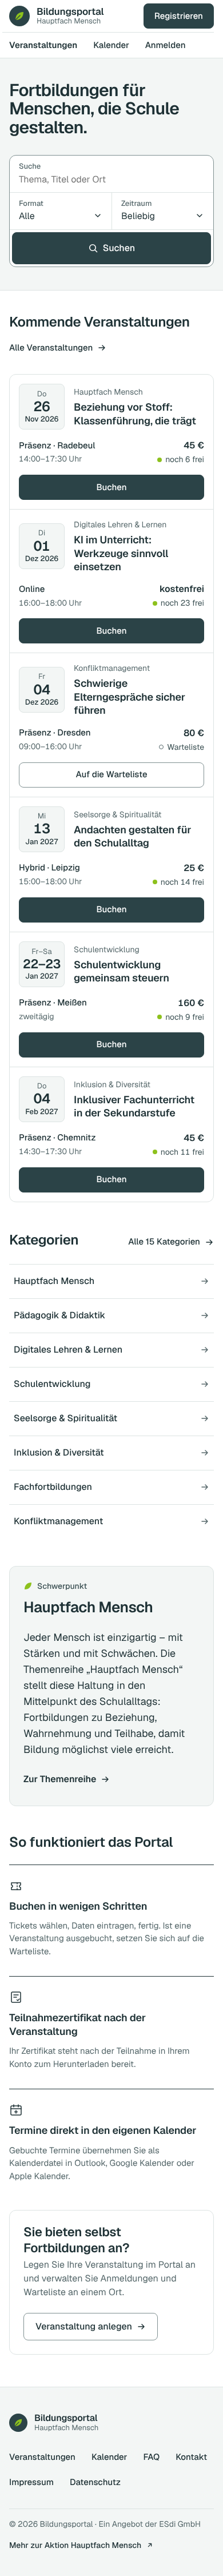 Bildungsportal
Hauptfach Mensch
Registrieren
Veranstaltungen
Kalender
Anmelden
Fortbildungen für
Menschen, die Schule
gestalten.
Suche
Thema, Titel oder Ort
Format
Alle
Zeitraum
Beliebig
Suchen
Kommende Veranstaltungen
Alle Veranstaltungen →
Do
26
Nov 2026
Hauptfach Mensch
Beziehung vor Stoff:
Klassenführung, die trägt
Präsenz · Radebeul
45 €
14:00–17:30 Uhr
noch 6 frei
Buchen
Di
01
Dez 2026
Digitales Lehren & Lernen
KI im Unterricht:
Werkzeuge sinnvoll
einsetzen
Online
kostenfrei
16:00–18:00 Uhr
noch 23 frei
Buchen
Fr
04
Dez 2026
Konfliktmanagement
Schwierige
Elterngespräche sicher
führen
Präsenz · Dresden
80 €
09:00–16:00 Uhr
Warteliste
Auf die Warteliste
Mi
13
Jan 2027
Seelsorge & Spiritualität
Andachten gestalten für
den Schulalltag
Hybrid · Leipzig
25 €
15:00–18:00 Uhr
noch 14 frei
Buchen
Fr–Sa
22–23
Jan 2027
Schulentwicklung
Schulentwicklung
gemeinsam steuern
Präsenz · Meißen
160 €
zweitägig
noch 9 frei
Buchen
Do
04
Feb 2027
Inklusion & Diversität
Inklusiver Fachunterricht
in der Sekundarstufe
Präsenz · Chemnitz
45 €
14:30–17:30 Uhr
noch 11 frei
Buchen
Kategorien
Alle 15 Kategorien →
Hauptfach Mensch →
Pädagogik & Didaktik →
Digitales Lehren & Lernen →
Schulentwicklung →
Seelsorge & Spiritualität →
Inklusion & Diversität →
Fachfortbildungen →
Konfliktmanagement →
Schwerpunkt
Hauptfach Mensch
Jeder Mensch ist einzigartig – mit
Stärken und mit Schwächen. Die
Themenreihe „Hauptfach Mensch“
stellt diese Haltung in den
Mittelpunkt des Schulalltags:
Fortbildungen zu Beziehung,
Wahrnehmung und Teilhabe, damit
Bildung möglichst viele erreicht.
Zur Themenreihe →
So funktioniert das Portal
Buchen in wenigen Schritten
Tickets wählen, Daten eintragen, fertig. Ist eine
Veranstaltung ausgebucht, setzen Sie sich auf die
Warteliste.
Teilnahmezertifikat nach der
Veranstaltung
Ihr Zertifikat steht nach der Teilnahme in Ihrem
Konto zum Herunterladen bereit.
Termine direkt in den eigenen Kalender
Gebuchte Termine übernehmen Sie als
Kalenderdatei in Outlook, Google Kalender oder
Apple Kalender.
Sie bieten selbst
Fortbildungen an?
Legen Sie Ihre Veranstaltung im Portal an
und verwalten Sie Anmeldungen und
Warteliste an einem Ort.
Veranstaltung anlegen →
Bildungsportal
Hauptfach Mensch
Veranstaltungen
Kalender
FAQ
Kontakt
Impressum
Datenschutz
© 2026 Bildungsportal · Ein Angebot der ESdi GmbH
Mehr zur Aktion Hauptfach Mensch ↗